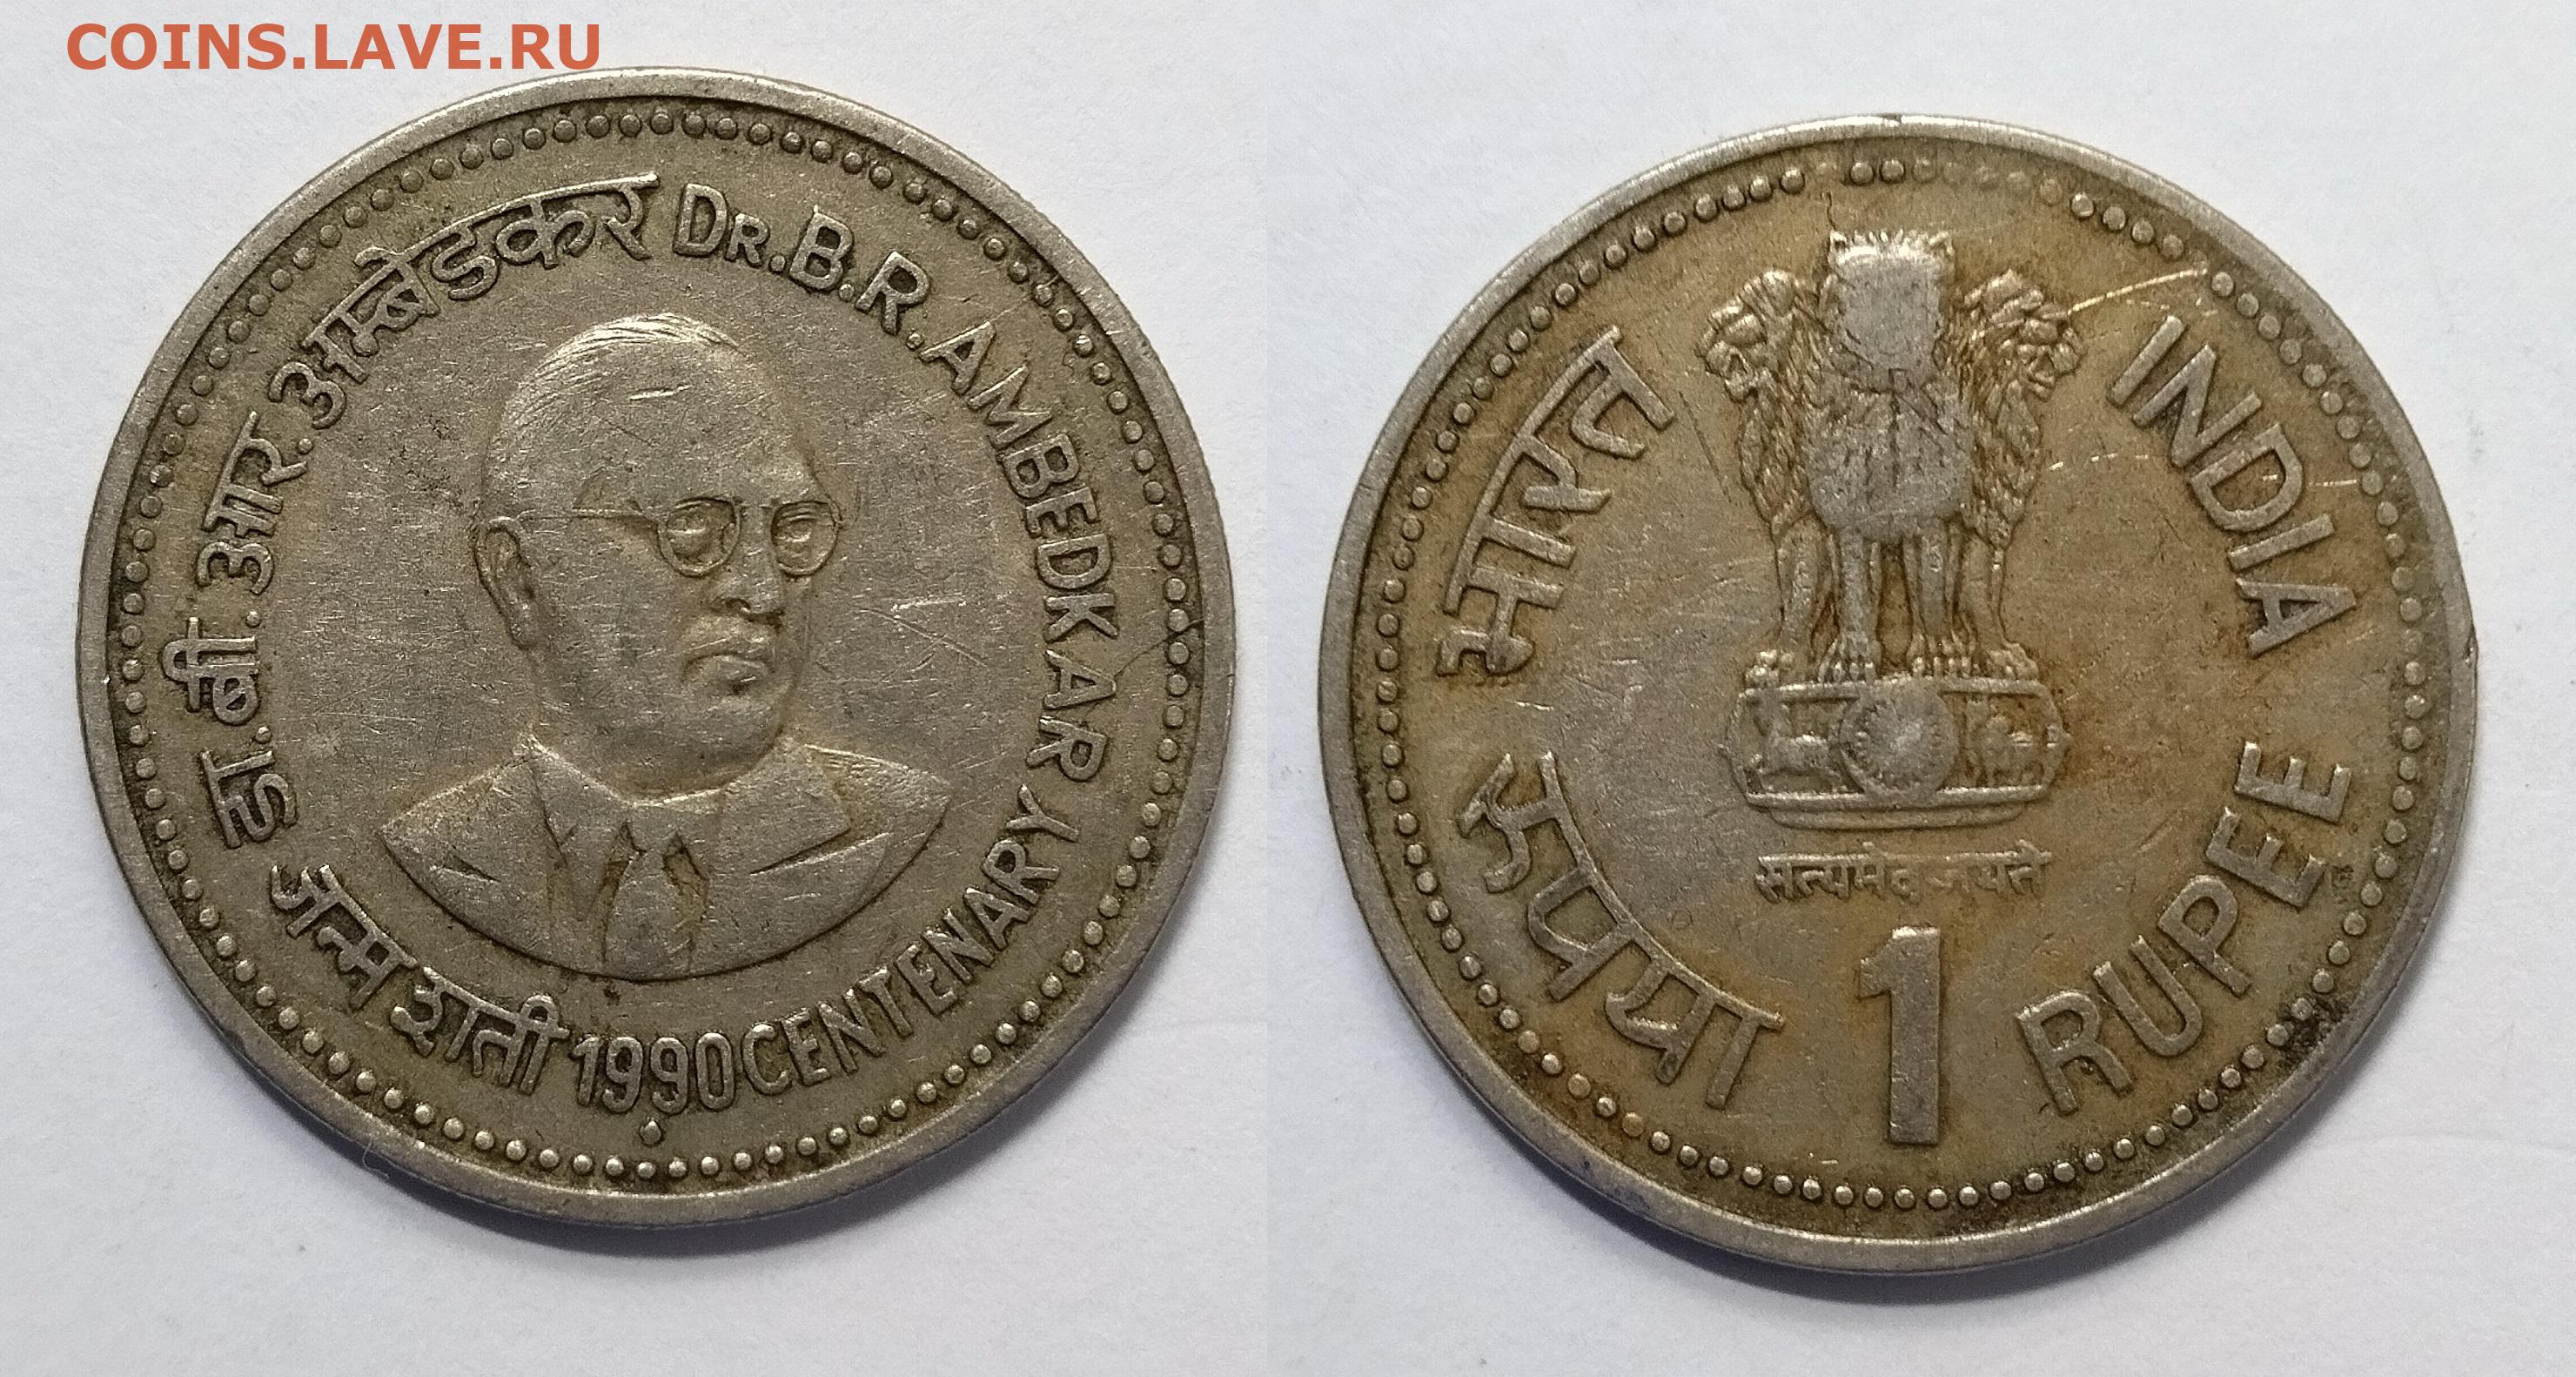 COINS.LAVE.RU
डा.बी.आर.अम्बेडकर DR.B.R.AMBEDKAR
जन्म शती 1990 CENTENARY
भारत INDIA
सत्यमेव जयते
रुपया 1 RUPEE